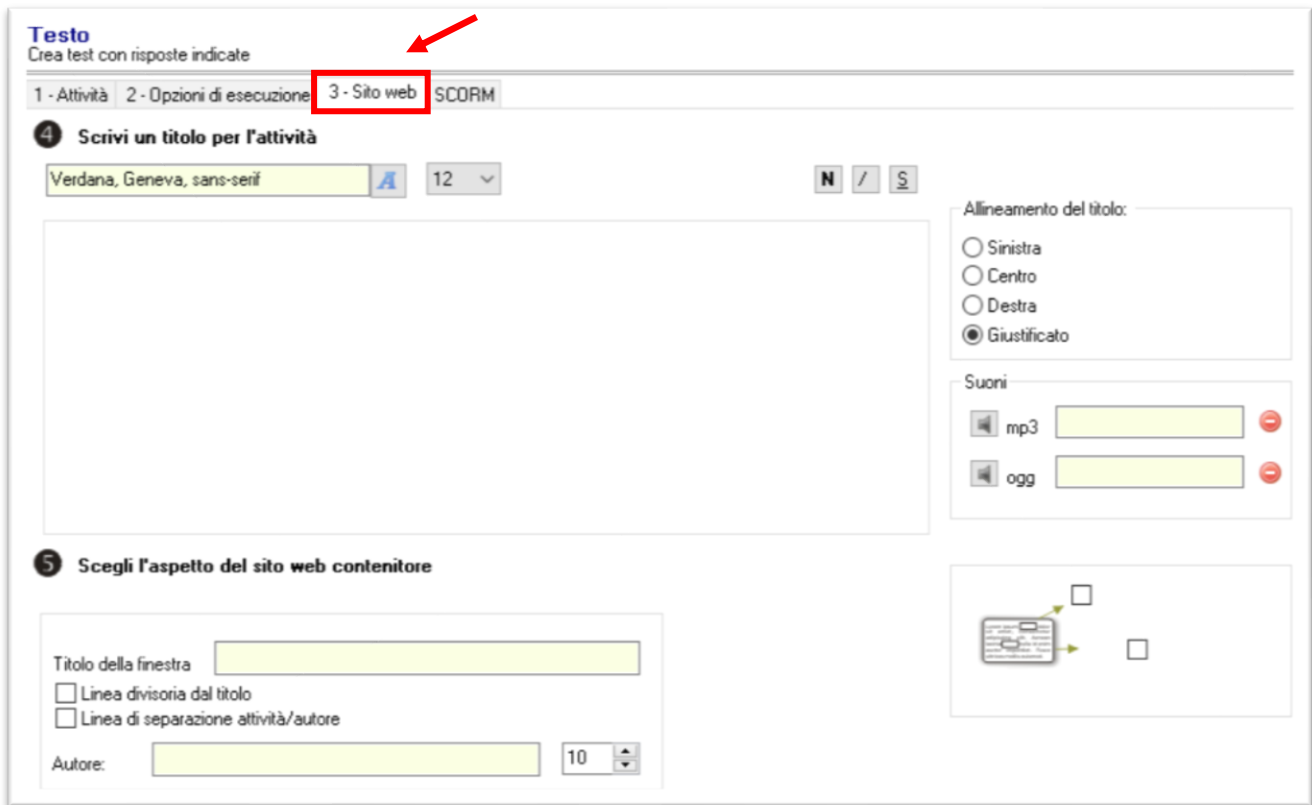 Testo
Crea test con risposte indicate
1 - Attività 2 - Opzioni di esecuzione 3 - Sito web SCORM
4 Scrivi un titolo per l'attività
Verdana, Geneva, sans-serif A 12 N / S
Allineamento del titolo:
Sinistra
Centro
Destra
Giustificato
Suoni
mp3
ogg
5 Scegli l'aspetto del sito web contenitore
Titolo della finestra
Linea divisoria dal titolo
Linea di separazione attività/autore
Autore: 10